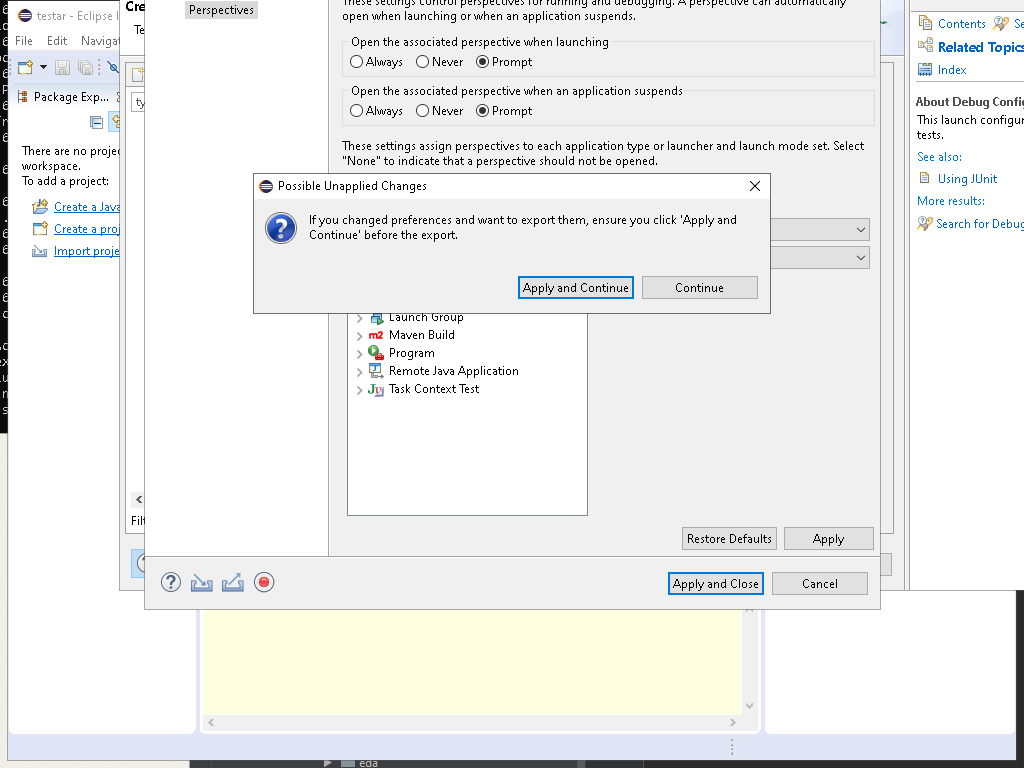 testar - Eclipse I
File Edit Navigat
Package Exp...
There are no proje
workspace.
To add a project:
Create a Java
Create a proj
Import proje
Cre
Te
ty
Filt
Perspectives
These settings control perspectives for running and debugging. A perspective can automatically
open when launching or when an application suspends.
Open the associated perspective when launching
Always Never Prompt
Open the associated perspective when an application suspends
Always Never Prompt
These settings assign perspectives to each application type or launcher and launch mode set. Select
"None" to indicate that a perspective should not be opened.
Possible Unapplied Changes
If you changed preferences and want to export them, ensure you click 'Apply and
Continue' before the export.
Apply and Continue Continue
Launch Group
m2 Maven Build
Program
Remote Java Application
Ju Task Context Test
Restore Defaults Apply
Apply and Close Cancel
Contents Se
Related Topics
Index
About Debug Config
This launch configur
tests.
See also:
Using JUnit
More results:
Search for Debug
eda